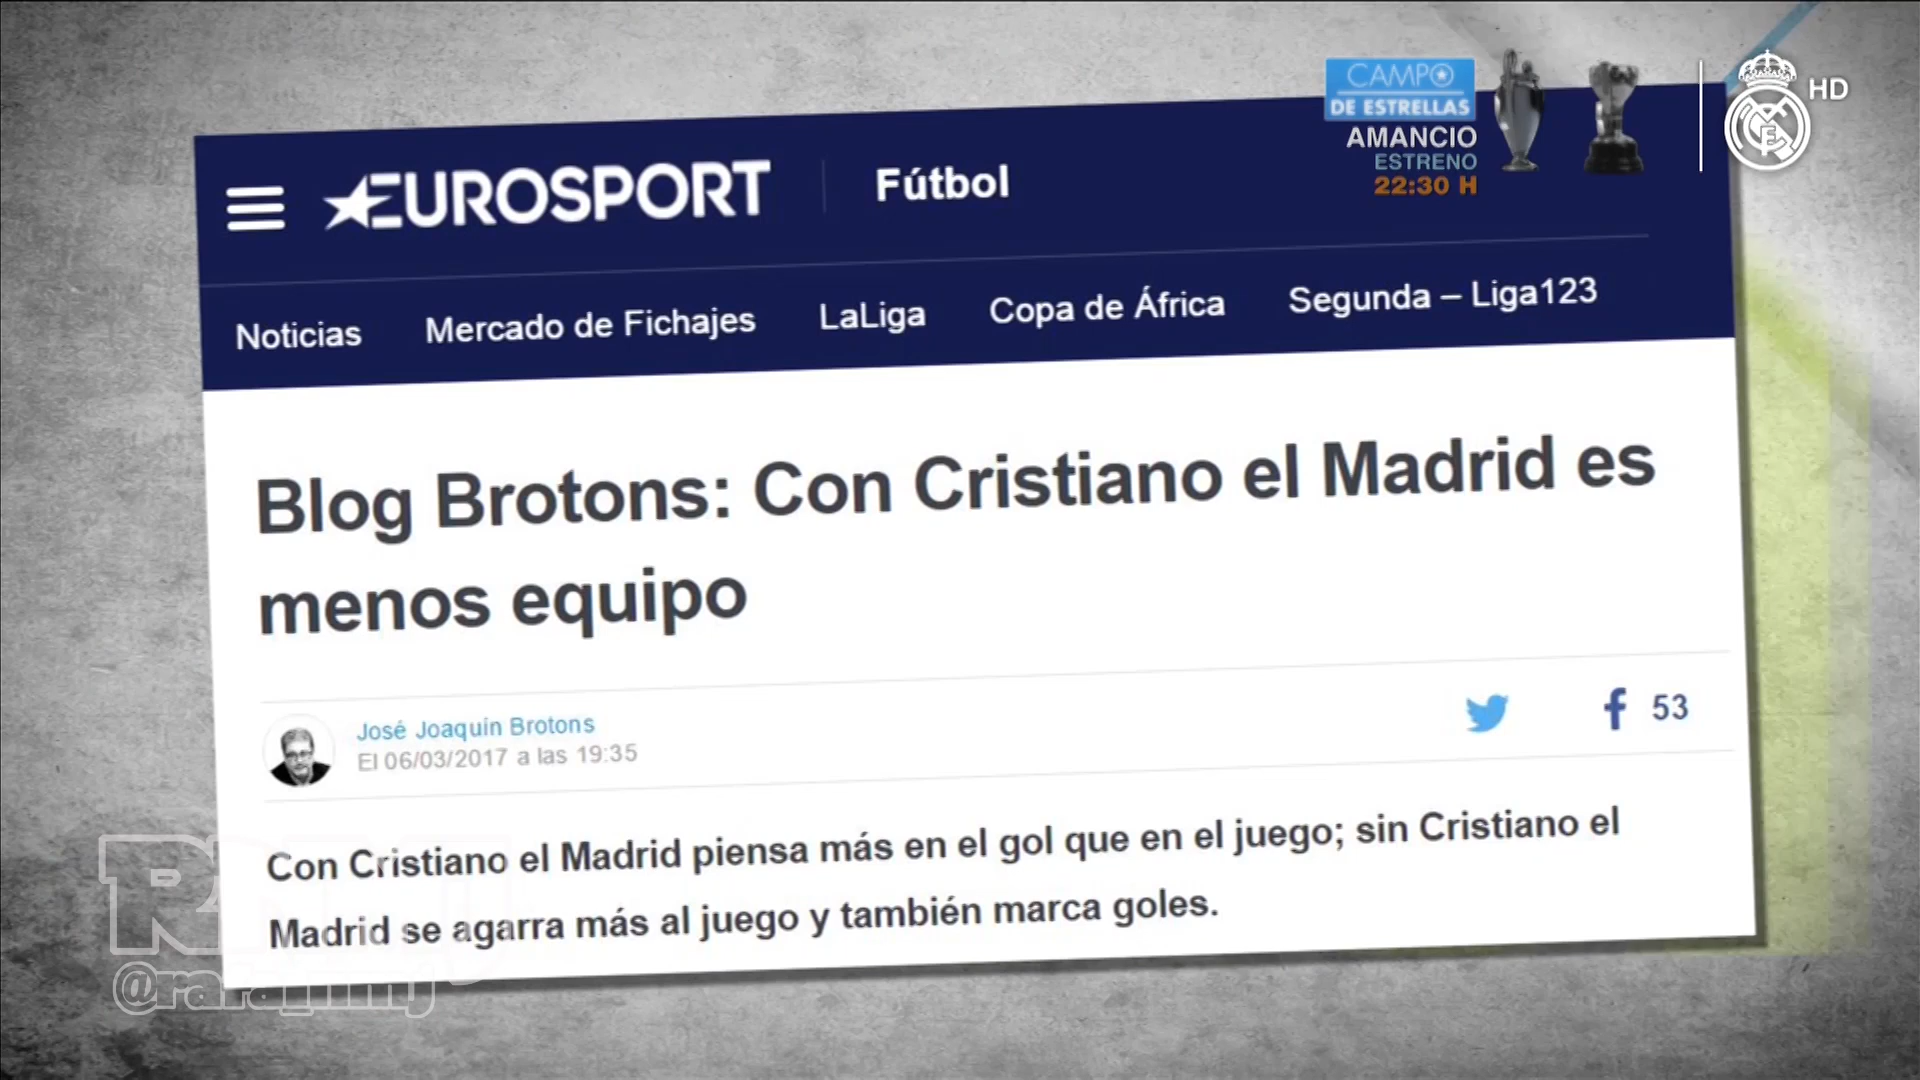 CAMPO
DE ESTRELLAS
AMANCIO
ESTRENO
22:30 H
HD
EUROSPORT
Fútbol
Noticias
Mercado de Fichajes
LaLiga
Copa de África
Segunda – Liga123
Blog Brotons: Con Cristiano el Madrid es
menos equipo
José Joaquín Brotons
El 06/03/2017 a las 19:35
53
Con Cristiano el Madrid piensa más en el gol que en el juego; sin Cristiano el
Madrid se agarra más al juego y también marca goles.